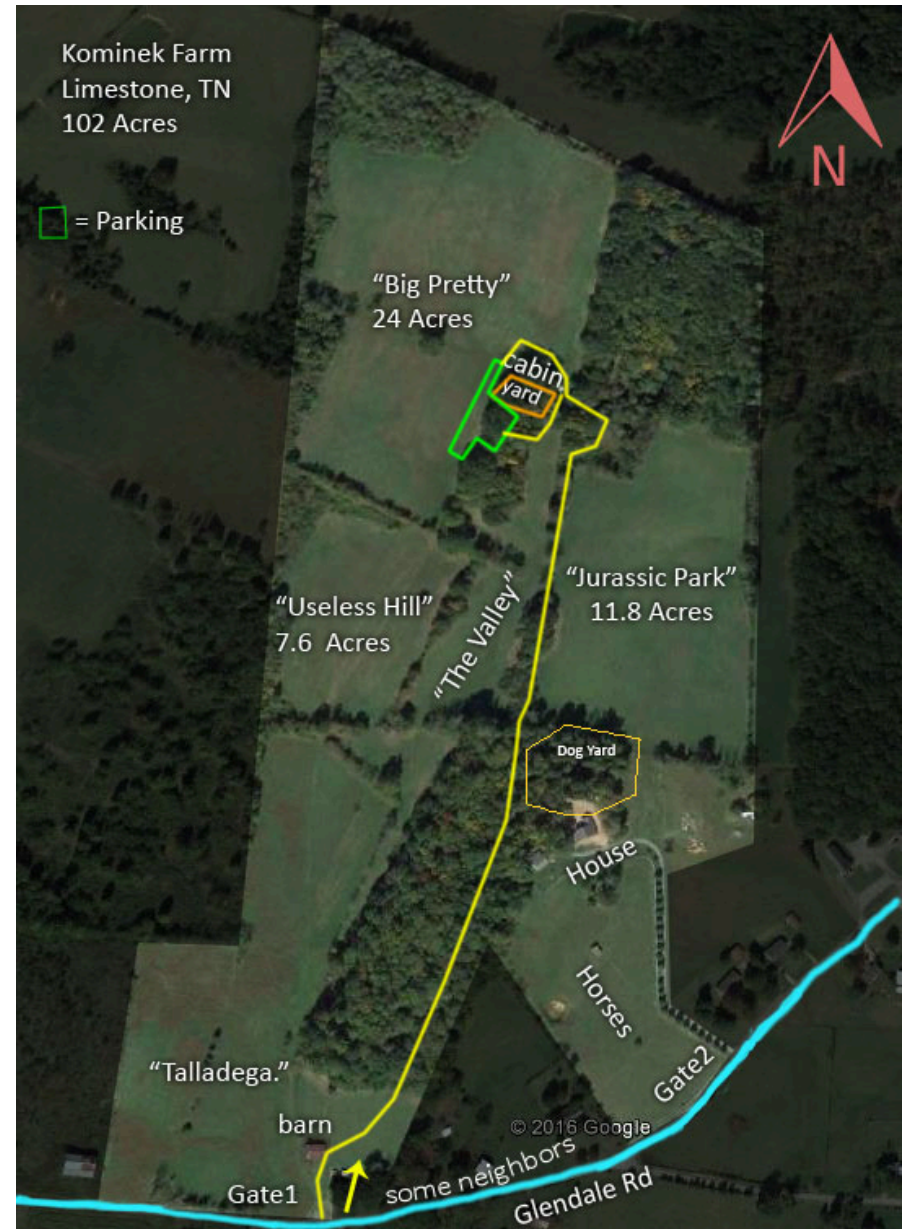 Kominek Farm
Limestone, TN
102 Acres
N
= Parking
“Big Pretty”
24 Acres
cabin
yard
“Useless Hill”
7.6 Acres
“The Valley”
“Jurassic Park”
11.8 Acres
Dog Yard
House
Horses
Gate2
“Talladega.”
barn
© 2016 Google
some neighbors
Gate1
Glendale Rd